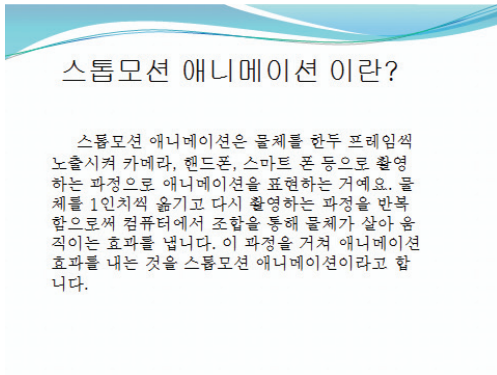 스톱모션 애니메이션 이란?
스톱모션 애니메이션은 물체를 한두 프레임씩
노출시켜 카메라, 핸드폰, 스마트 폰 등으로 촬영
하는 과정으로 애니메이션을 표현하는 거예요. 물
체를 1인치씩 옮기고 다시 촬영하는 과정을 반복
함으로써 컴퓨터에서 조합을 통해 물체가 살아 움
직이는 효과를 냅니다. 이 과정을 거쳐 애니메이션
효과를 내는 것을 스톱모션 애니메이션이라고 합
니다.